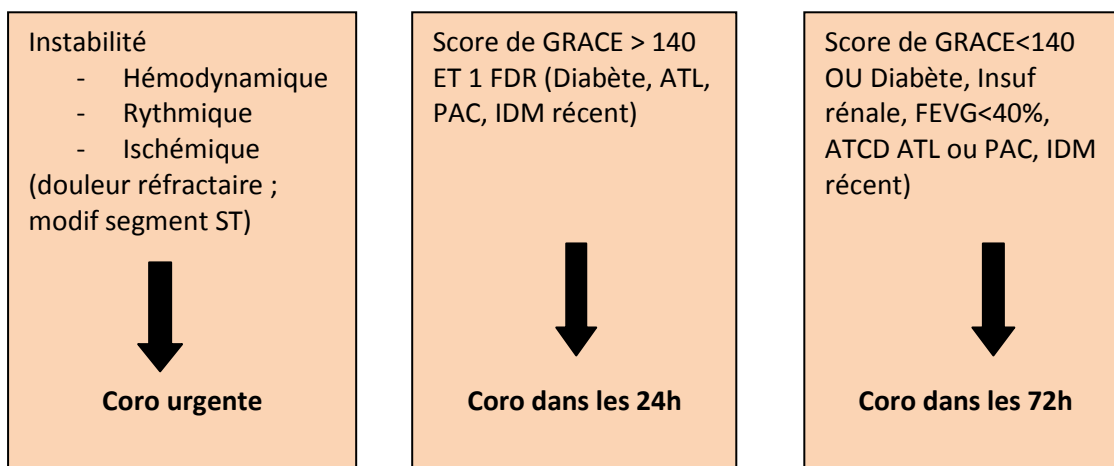 Instabilité
- Hémodynamique
- Rythmique
- Ischémique
(douleur réfractaire ;
modif segment ST)
Coro urgente
Score de GRACE > 140
ET 1 FDR (Diabète, ATL,
PAC, IDM récent)
Coro dans les 24h
Score de GRACE<140
OU Diabète, Insuf
rénale, FEVG<40%,
ATCD ATL ou PAC, IDM
récent)
Coro dans les 72h